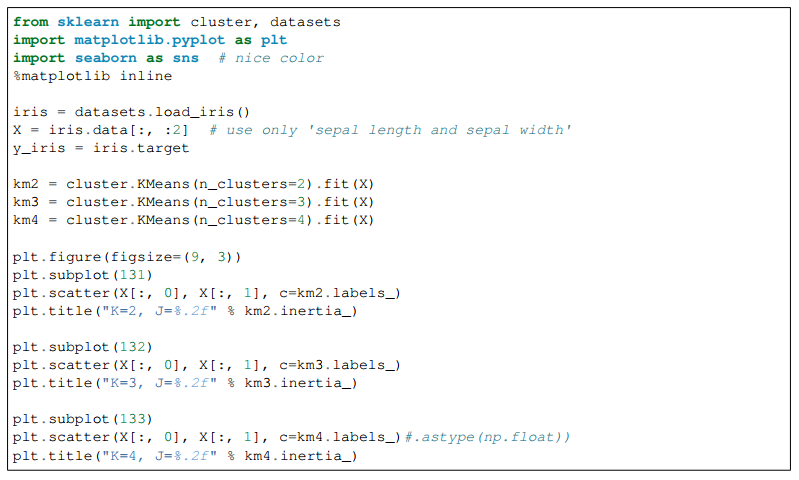 from sklearn import cluster, datasets
import matplotlib.pyplot as plt
import seaborn as sns  # nice color
%matplotlib inline

iris = datasets.load_iris()
X = iris.data[:, :2]  # use only 'sepal length and sepal width'
y_iris = iris.target

km2 = cluster.KMeans(n_clusters=2).fit(X)
km3 = cluster.KMeans(n_clusters=3).fit(X)
km4 = cluster.KMeans(n_clusters=4).fit(X)

plt.figure(figsize=(9, 3))
plt.subplot(131)
plt.scatter(X[:, 0], X[:, 1], c=km2.labels_)
plt.title("K=2, J=%.2f" % km2.inertia_)

plt.subplot(132)
plt.scatter(X[:, 0], X[:, 1], c=km3.labels_)
plt.title("K=3, J=%.2f" % km3.inertia_)

plt.subplot(133)
plt.scatter(X[:, 0], X[:, 1], c=km4.labels_)#.astype(np.float))
plt.title("K=4, J=%.2f" % km4.inertia_)